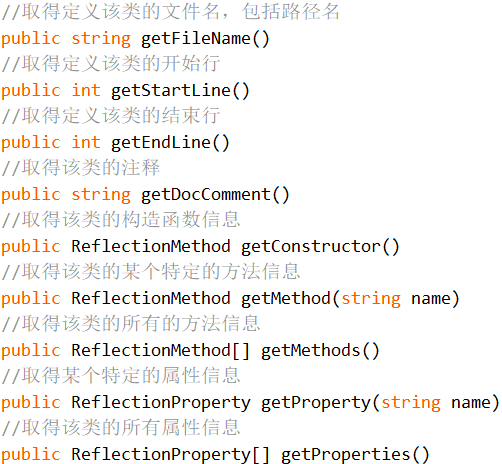 //取得定义该类的文件名，包括路径名
public string getFileName()
//取得定义该类的开始行
public int getStartLine()
//取得定义该类的结束行
public int getEndLine()
//取得该类的注释
public string getDocComment()
//取得该类的构造函数信息
public ReflectionMethod getConstructor()
//取得该类的某个特定的方法信息
public ReflectionMethod getMethod(string name)
//取得该类的所有的方法信息
public ReflectionMethod[] getMethods()
//取得某个特定的属性信息
public ReflectionProperty getProperty(string name)
//取得该类的所有属性信息
public ReflectionProperty[] getProperties()